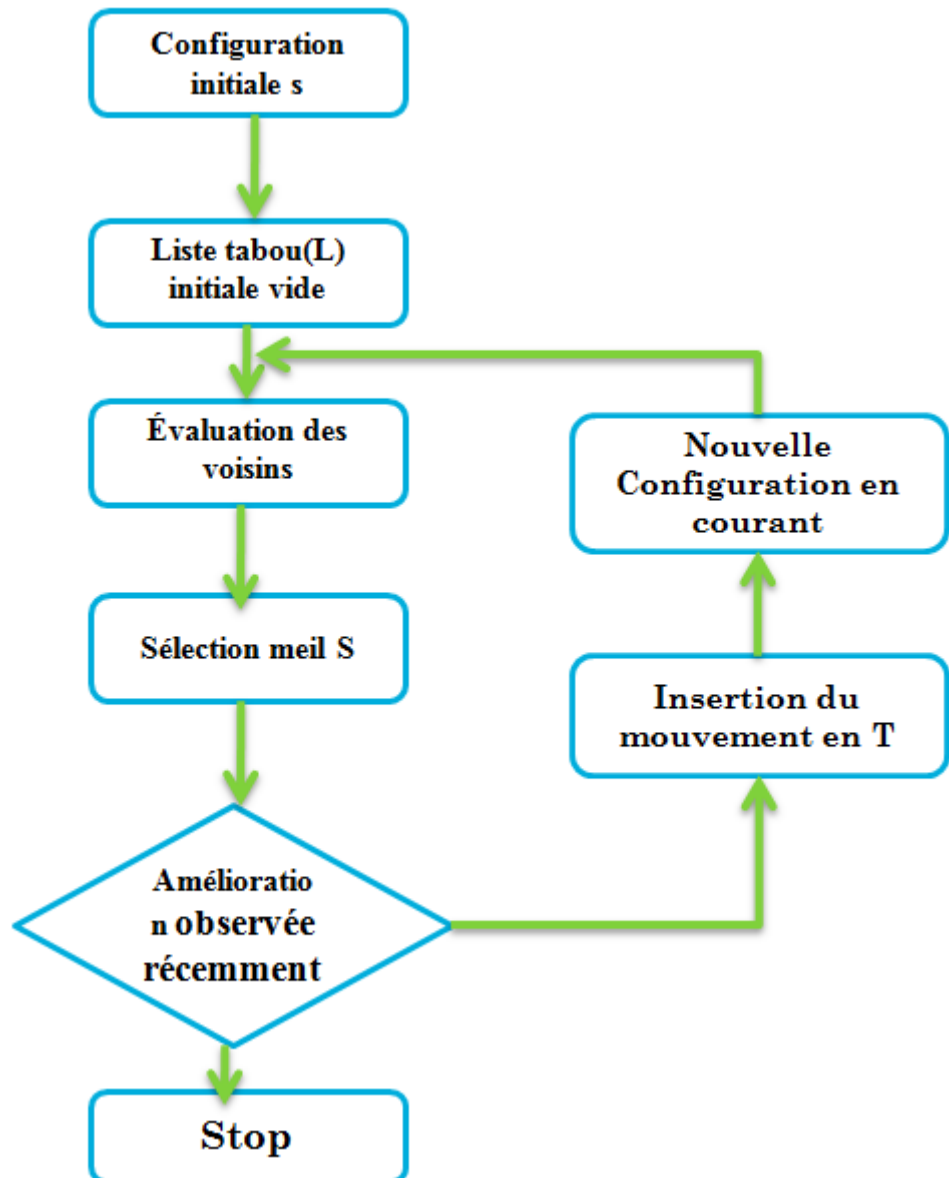 Configuration
initiale s
Liste tabou(L)
initiale vide
Évaluation des
voisins
Sélection meil S
Amélioratio
n observée
récemment
Stop
Nouvelle
Configuration en
courant
Insertion du
mouvement en T